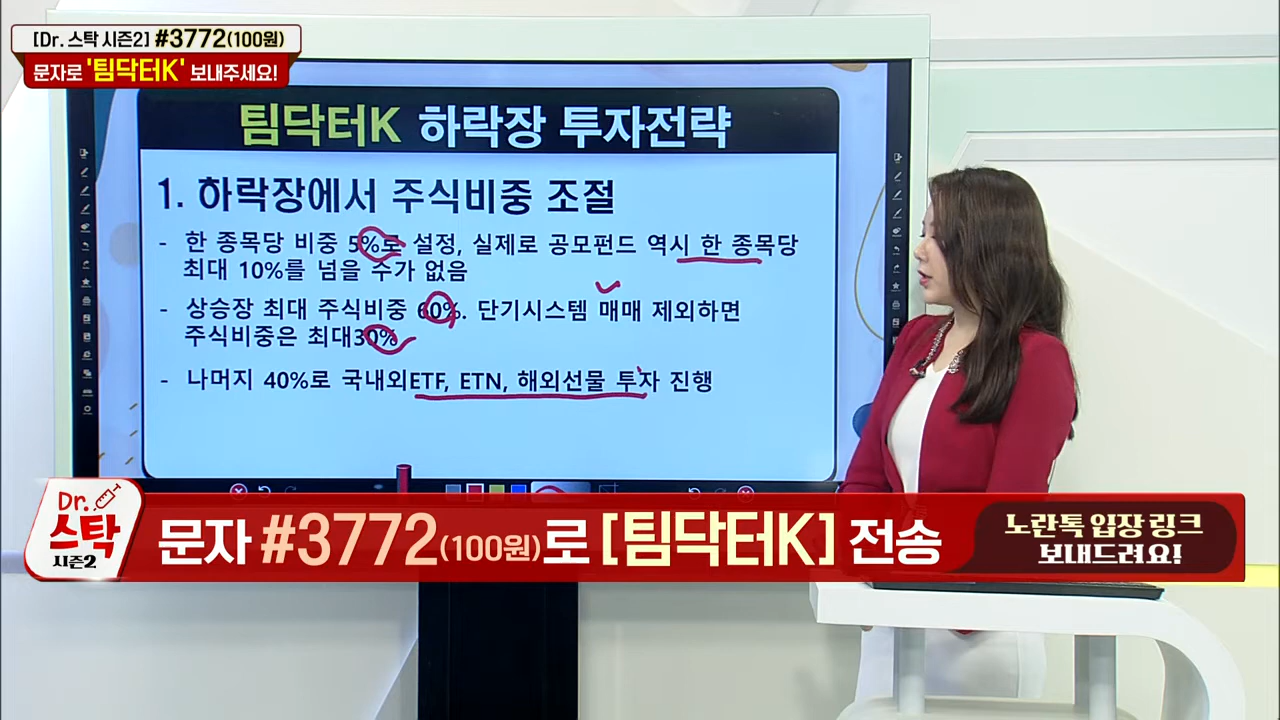 [Dr. 스탁 시즌2] #3772(100원)
문자로 '팀닥터K' 보내주세요!
팀닥터K 하락장 투자전략
1. 하락장에서 주식비중 조절
- 한 종목당 비중 5%로 설정, 실제로 공모펀드 역시 한 종목당
최대 10%를 넘을 수가 없음
- 상승장 최대 주식비중 60%. 단기시스템 매매 제외하면
주식비중은 최대30%
- 나머지 40%로 국내외ETF, ETN, 해외선물 투자 진행
Dr.
스탁
시즌2
문자 #3772(100원)로 [팀닥터K] 전송
노란톡 입장 링크
보내드려요!